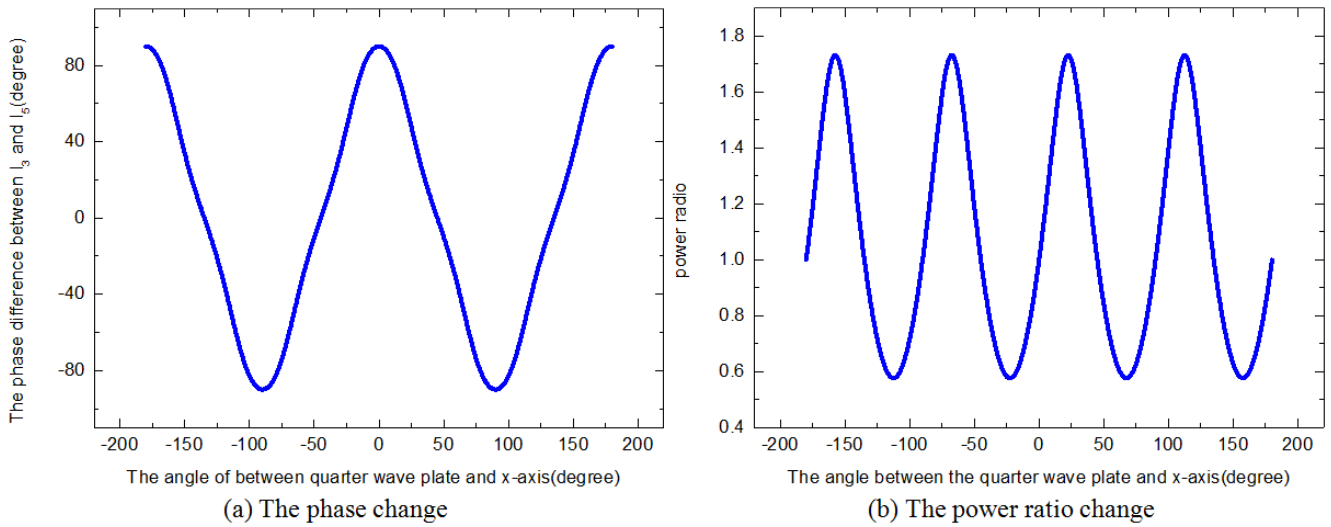 The phase difference between I3 and I5(degree)
80
40
0
-40
-80
-200 -150 -100 -50 0 50 100 150 200
The angle of between quarter wave plate and x-axis(degree)
(a) The phase change
power radio
1.8
1.6
1.4
1.2
1.0
0.8
0.6
0.4
-200 -150 -100 -50 0 50 100 150 200
The angle between the quarter wave plate and x-axis(degree)
(b) The power ratio change